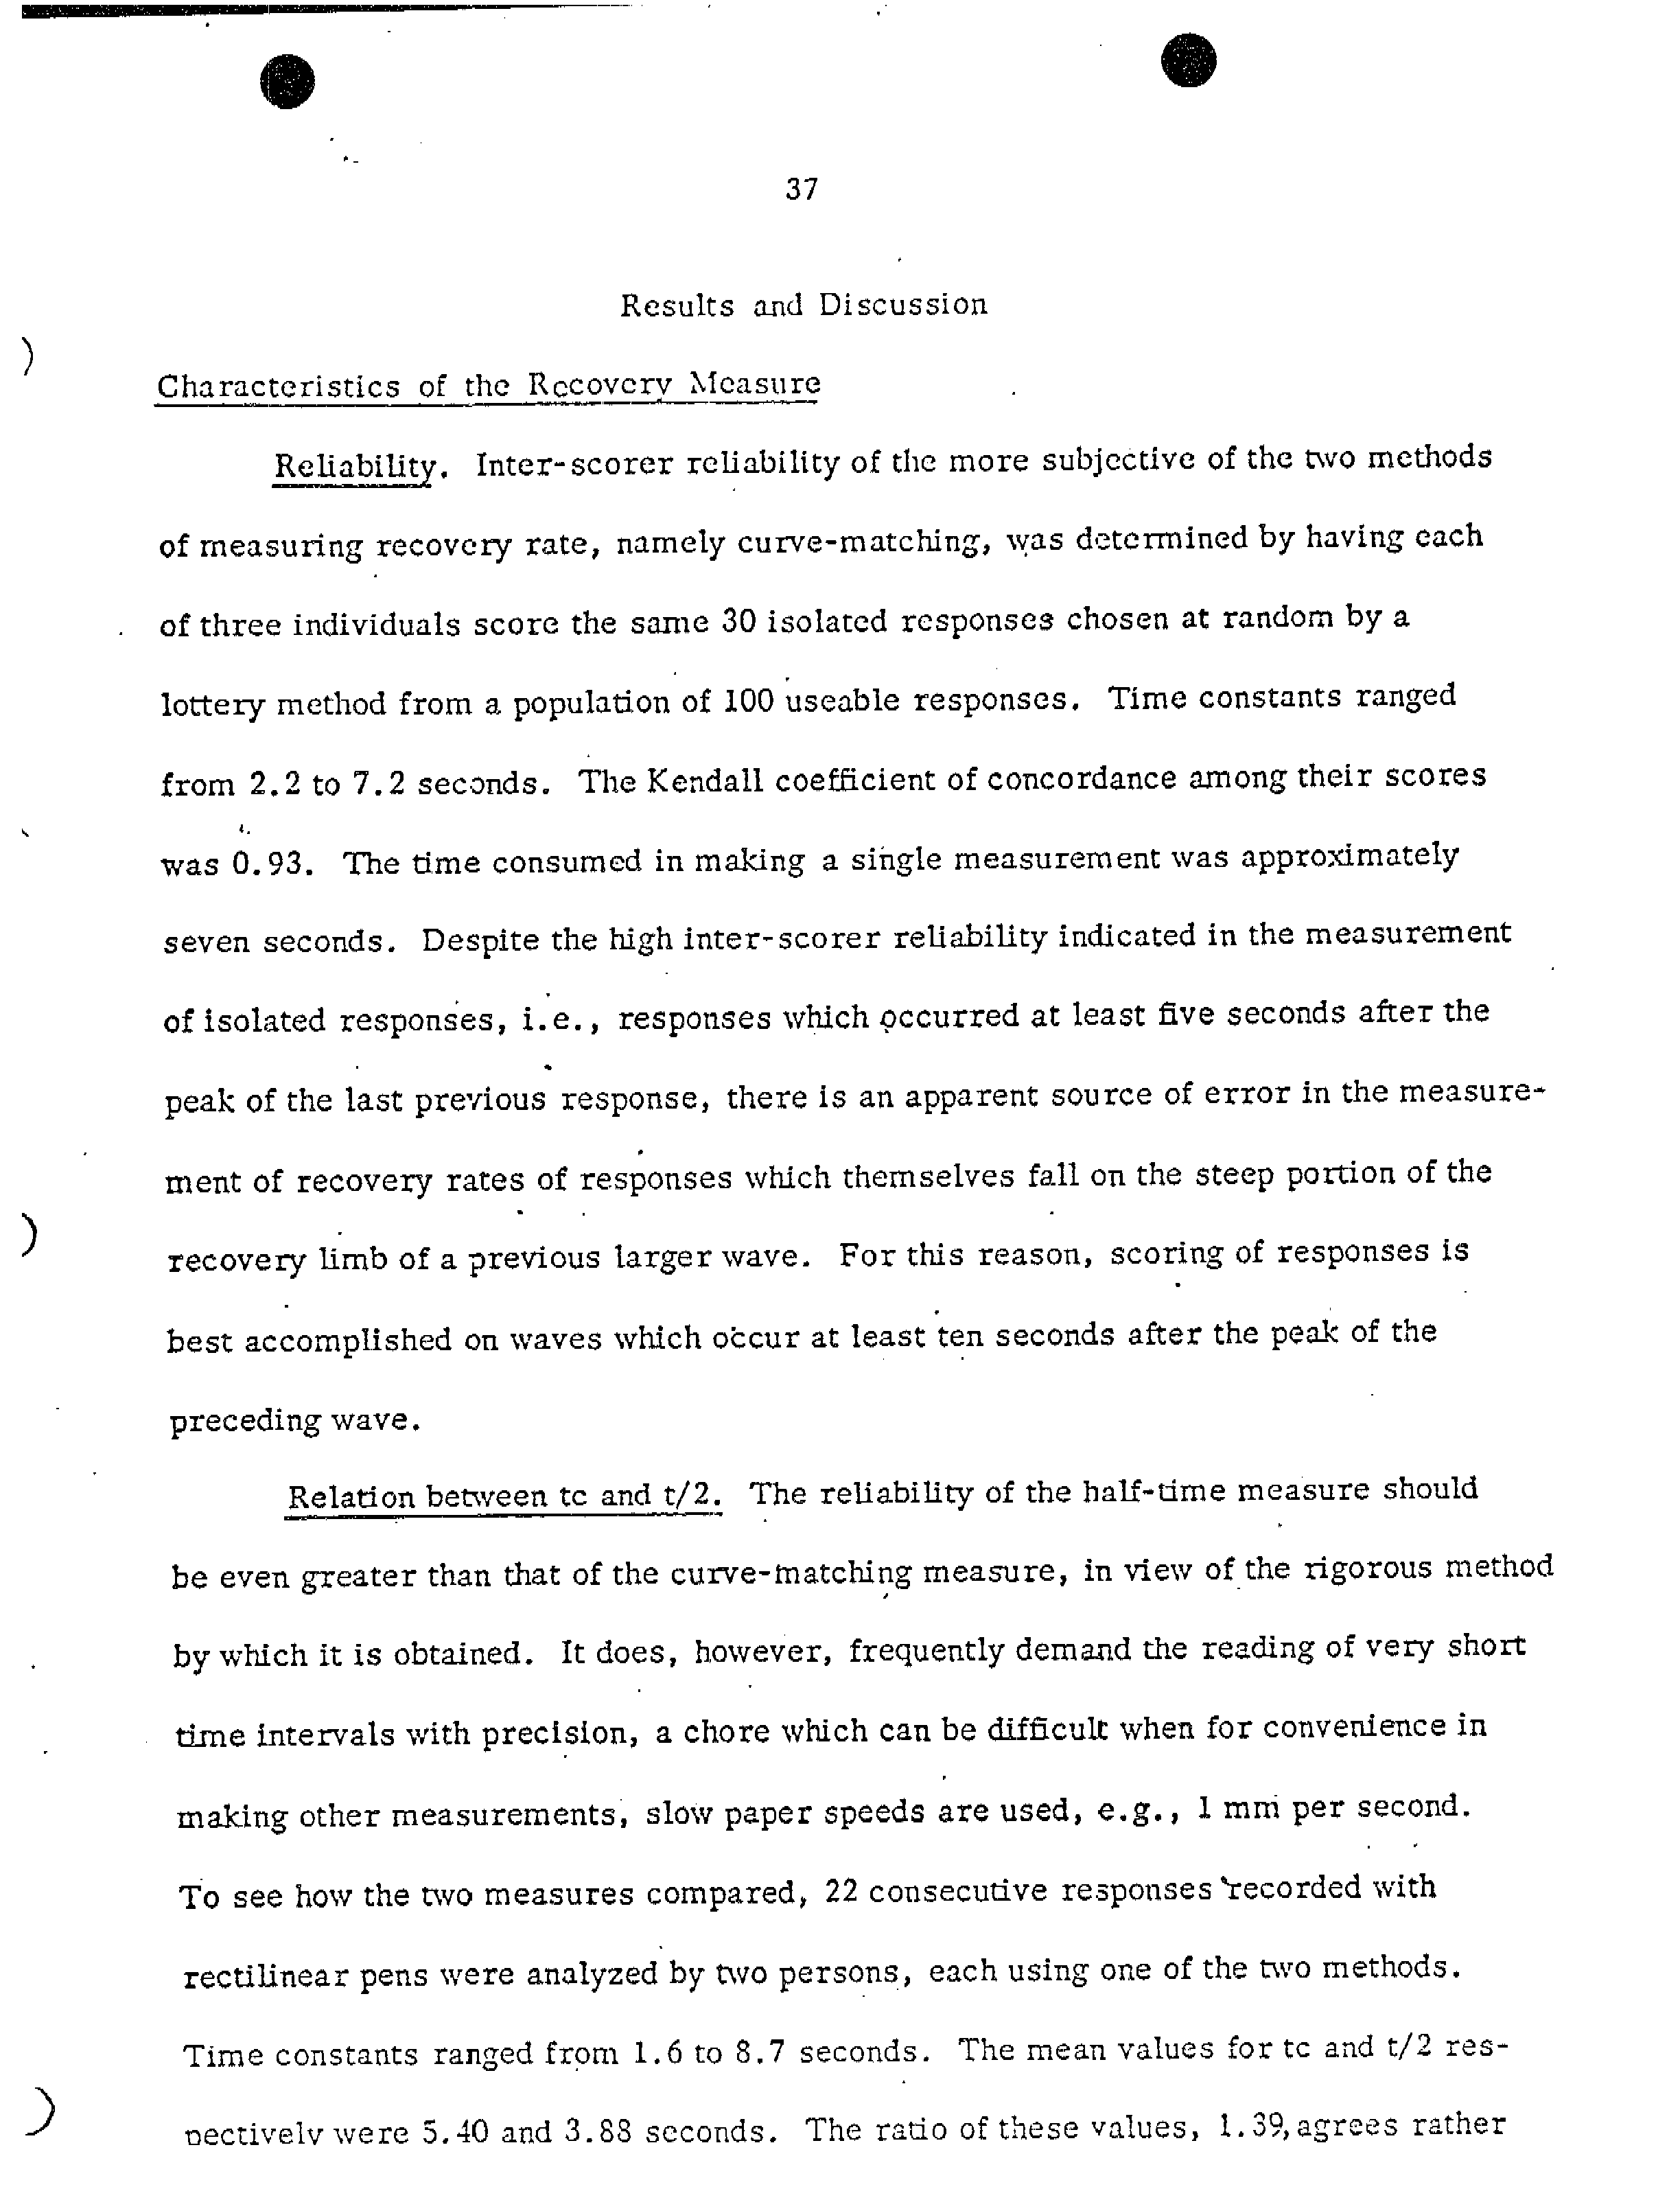 37
Results and Discussion
Characteristics of the Recovery Measure
Reliability. Inter-scorer reliability of the more subjective of the two methods
of measuring recovery rate, namely curve-matching, was determined by having each
of three individuals score the same 30 isolated responses chosen at random by a
lottery method from a population of 100 useable responses. Time constants ranged
from 2.2 to 7.2 seconds. The Kendall coefficient of concordance among their scores
was 0.93. The time consumed in making a single measurement was approximately
seven seconds. Despite the high inter-scorer reliability indicated in the measurement
of isolated responses, i.e., responses which occurred at least five seconds after the
peak of the last previous response, there is an apparent source of error in the measure-
ment of recovery rates of responses which themselves fall on the steep portion of the
recovery limb of a previous larger wave. For this reason, scoring of responses is
best accomplished on waves which occur at least ten seconds after the peak of the
preceding wave.
Relation between tc and t/2. The reliability of the half-time measure should
be even greater than that of the curve-matching measure, in view of the rigorous method
by which it is obtained. It does, however, frequently demand the reading of very short
time intervals with precision, a chore which can be difficult when for convenience in
making other measurements, slow paper speeds are used, e.g., 1 mm per second.
To see how the two measures compared, 22 consecutive responses recorded with
rectilinear pens were analyzed by two persons, each using one of the two methods.
Time constants ranged from 1.6 to 8.7 seconds. The mean values for tc and t/2 res-
pectively were 5.40 and 3.88 seconds. The ratio of these values, 1.39, agrees rather